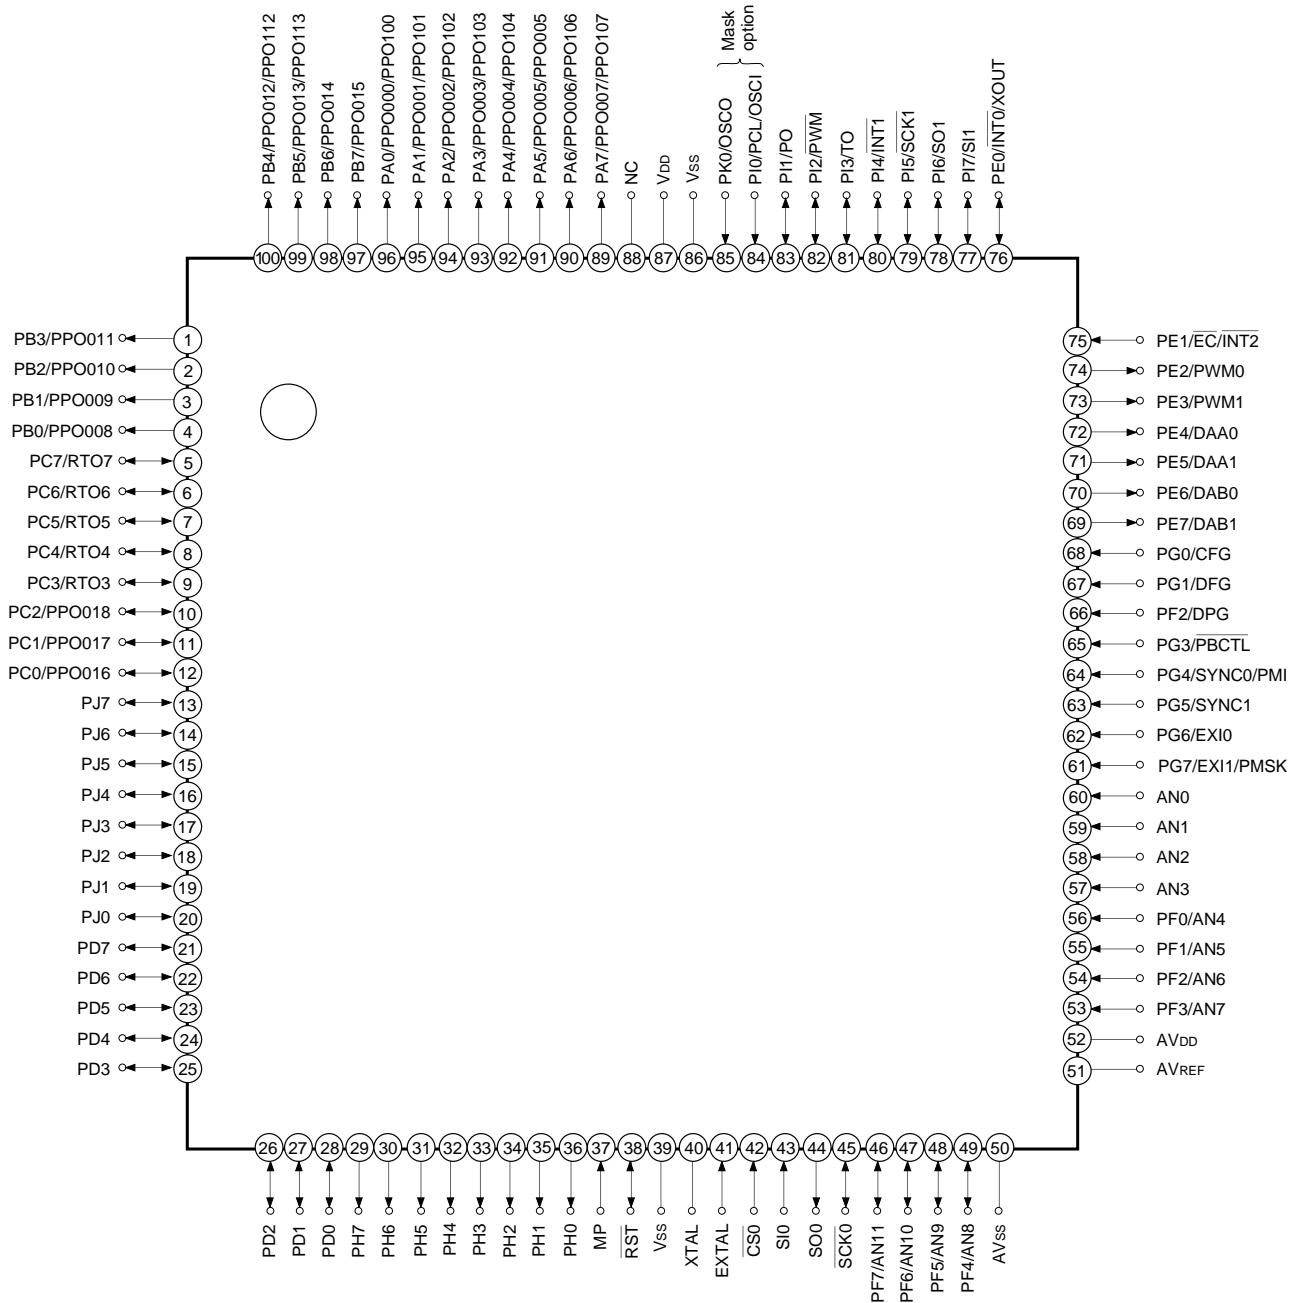 Mask
option
PB4/PPO012/PPO112
PB5/PPO013/PPO113
PB6/PPO014
PB7/PPO015
PA0/PPO000/PPO100
PA1/PPO001/PPO101
PA2/PPO002/PPO102
PA3/PPO003/PPO103
PA4/PPO004/PPO104
PA5/PPO005/PPO005
PA6/PPO006/PPO106
PA7/PPO007/PPO107
NC
VDD
VSS
PK0/OSCO
PI0/PCL/OSCI
PI1/PO
PI2/PWM
PI3/TO
PI4/INT1
PI5/SCK1
PI6/SO1
PI7/SI1
PE0/INT0/XOUT
100 99 98 97 96 95 94 93 92 91 90 89 88 87 86 85 84 83 82 81 80 79 78 77 76
PB3/PPO011 1
PB2/PPO010 2
PB1/PPO009 3
PB0/PPO008 4
PC7/RTO7 5
PC6/RTO6 6
PC5/RTO5 7
PC4/RTO4 8
PC3/RTO3 9
PC2/PPO018 10
PC1/PPO017 11
PC0/PPO016 12
PJ7 13
PJ6 14
PJ5 15
PJ4 16
PJ3 17
PJ2 18
PJ1 19
PJ0 20
PD7 21
PD6 22
PD5 23
PD4 24
PD3 25
75 PE1/EC/INT2
74 PE2/PWM0
73 PE3/PWM1
72 PE4/DAA0
71 PE5/DAA1
70 PE6/DAB0
69 PE7/DAB1
68 PG0/CFG
67 PG1/DFG
66 PF2/DPG
65 PG3/PBCTL
64 PG4/SYNC0/PMI
63 PG5/SYNC1
62 PG6/EXI0
61 PG7/EXI1/PMSK
60 AN0
59 AN1
58 AN2
57 AN3
56 PF0/AN4
55 PF1/AN5
54 PF2/AN6
53 PF3/AN7
52 AVDD
51 AVREF
26 27 28 29 30 31 32 33 34 35 36 37 38 39 40 41 42 43 44 45 46 47 48 49 50
PD2
PD1
PD0
PH7
PH6
PH5
PH4
PH3
PH2
PH1
PH0
MP
RST
VSS
XTAL
EXTAL
CS0
SI0
SO0
SCK0
PF7/AN11
PF6/AN10
PF5/AN9
PF4/AN8
AVSS